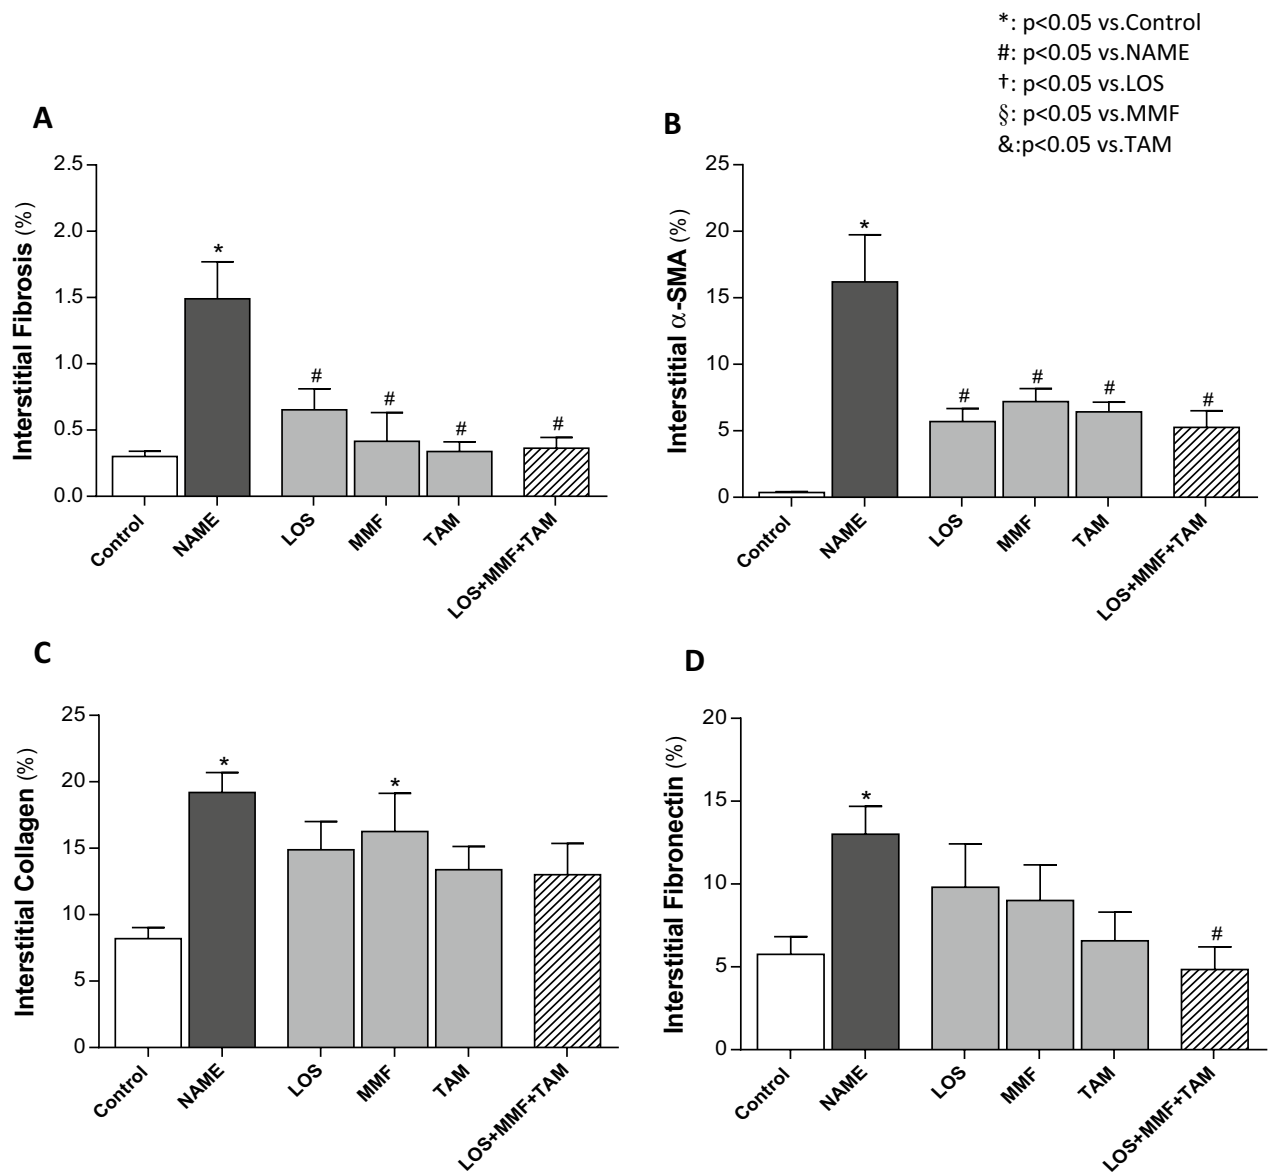 *: p<0.05 vs.Control
#: p<0.05 vs.NAME
†: p<0.05 vs.LOS
§: p<0.05 vs.MMF
&:p<0.05 vs.TAM
A
Interstitial Fibrosis (%)
2.5
2.0
1.5
1.0
0.5
0.0
*
#
#
#
#
Control
NAME
LOS
MMF
TAM
LOS+MMF+TAM
B
Interstitial α-SMA (%)
25
20
15
10
5
0
*
#
#
#
#
Control
NAME
LOS
MMF
TAM
LOS+MMF+TAM
C
Interstitial Collagen (%)
25
20
15
10
5
0
*
*
Control
NAME
LOS
MMF
TAM
LOS+MMF+TAM
D
Interstitial Fibronectin (%)
20
15
10
5
0
*
#
Control
NAME
LOS
MMF
TAM
LOS+MMF+TAM